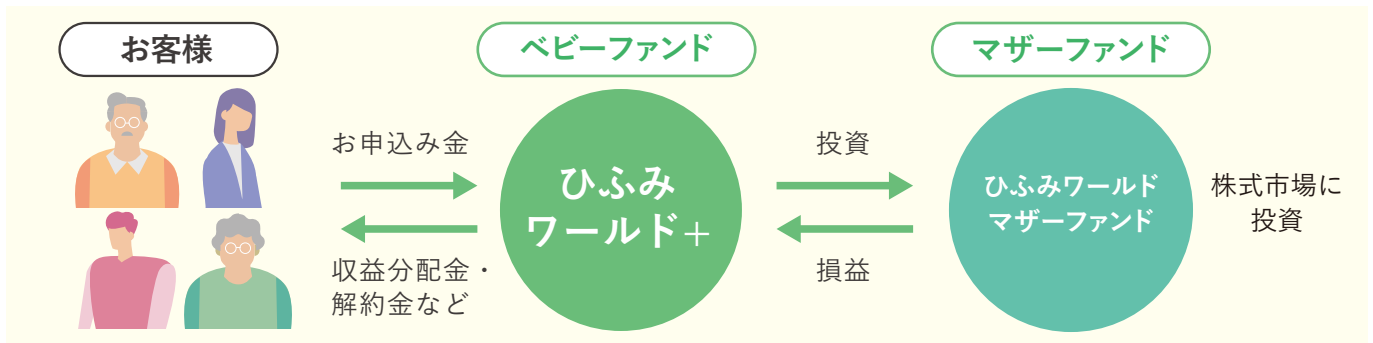 お客様
ベビーファンド
マザーファンド
お申込み金
収益分配金・
解約金など
ひふみ
ワールド+
投資
損益
ひふみワールド
マザーファンド
株式市場に
投資